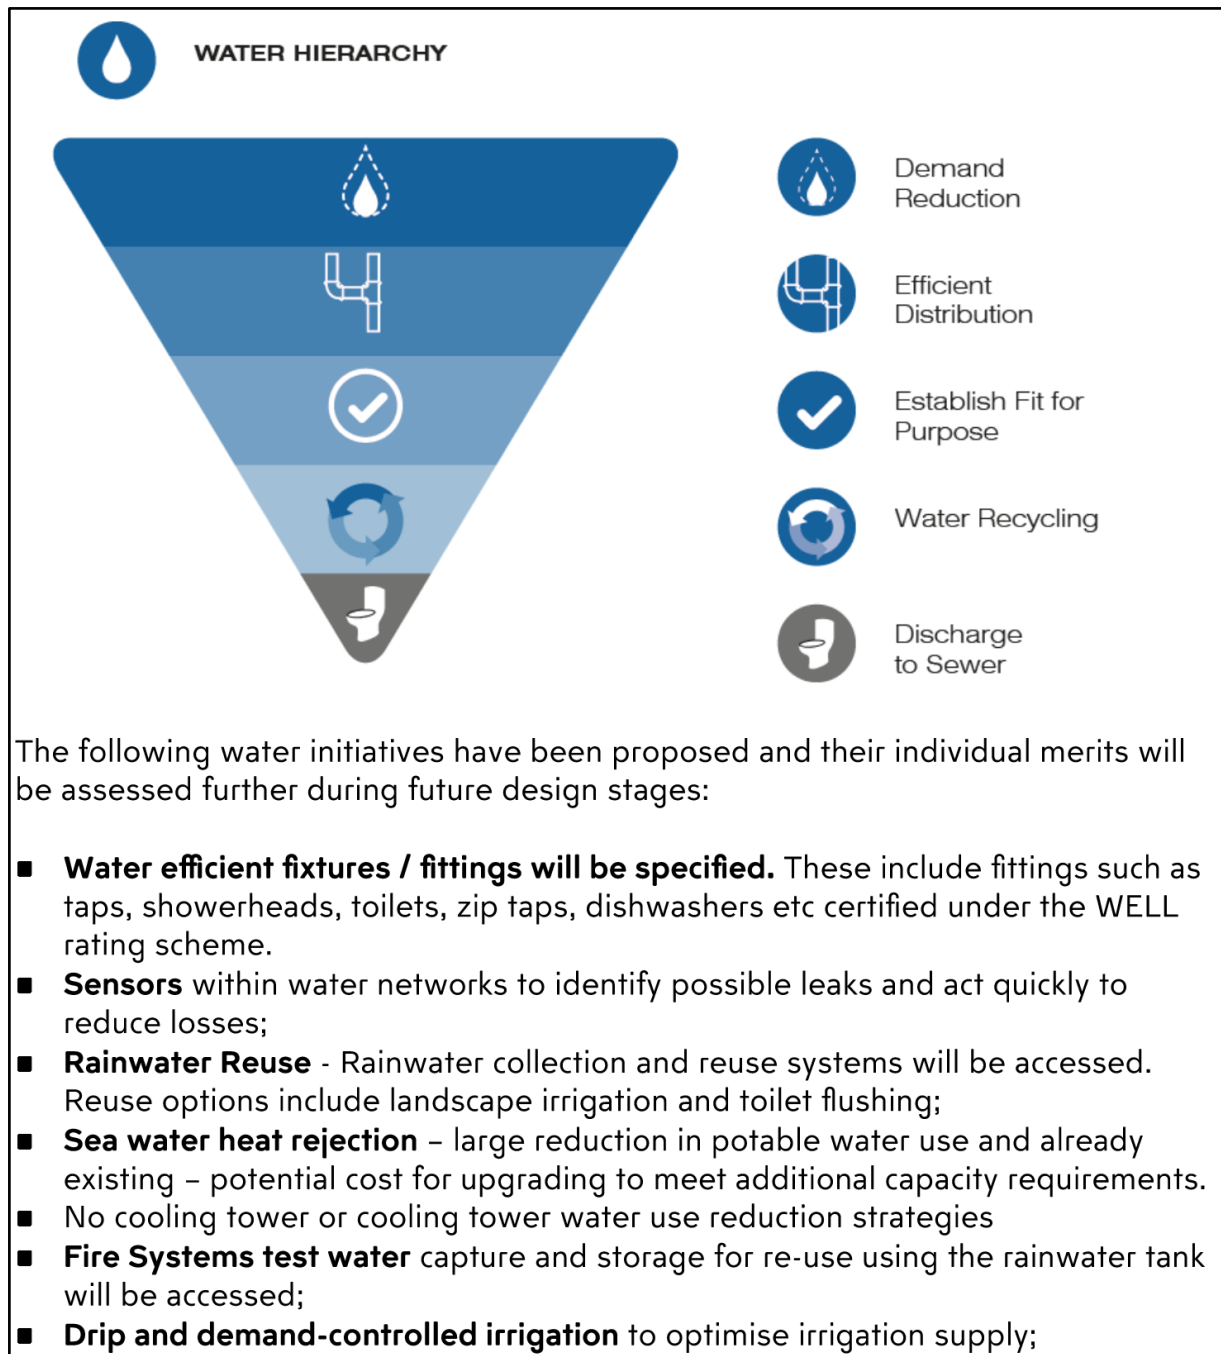 WATER HIERARCHY
Demand
Reduction
Efficient
Distribution
Establish Fit for
Purpose
Water Recycling
Discharge
to Sewer
The following water initiatives have been proposed and their individual merits will
be assessed further during future design stages:
■ Water efficient fixtures / fittings will be specified. These include fittings such as
taps, showerheads, toilets, zip taps, dishwashers etc certified under the WELL
rating scheme.
■ Sensors within water networks to identify possible leaks and act quickly to
reduce losses;
■ Rainwater Reuse - Rainwater collection and reuse systems will be accessed.
Reuse options include landscape irrigation and toilet flushing;
■ Sea water heat rejection – large reduction in potable water use and already
existing – potential cost for upgrading to meet additional capacity requirements.
■ No cooling tower or cooling tower water use reduction strategies
■ Fire Systems test water capture and storage for re-use using the rainwater tank
will be accessed;
■ Drip and demand-controlled irrigation to optimise irrigation supply;